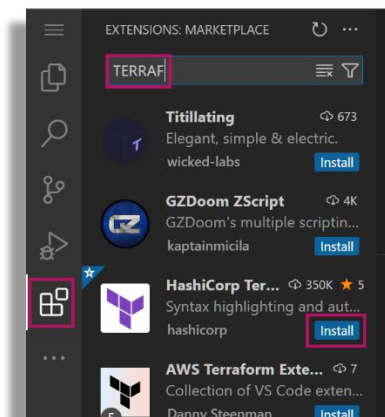 EXTENSIONS: MARKETPLACE
TERRAF
Titillating 673
Elegant, simple & electric.
wicked-labs Install
GZDoom ZScript 4K
GZDoom's multiple scriptin...
kaptainmicila Install
HashiCorp Ter... 350K ★ 5
Syntax highlighting and aut...
hashicorp Install
AWS Terraform Exte... 7
Collection of VS Code exten...
5 Danny Steenman Install